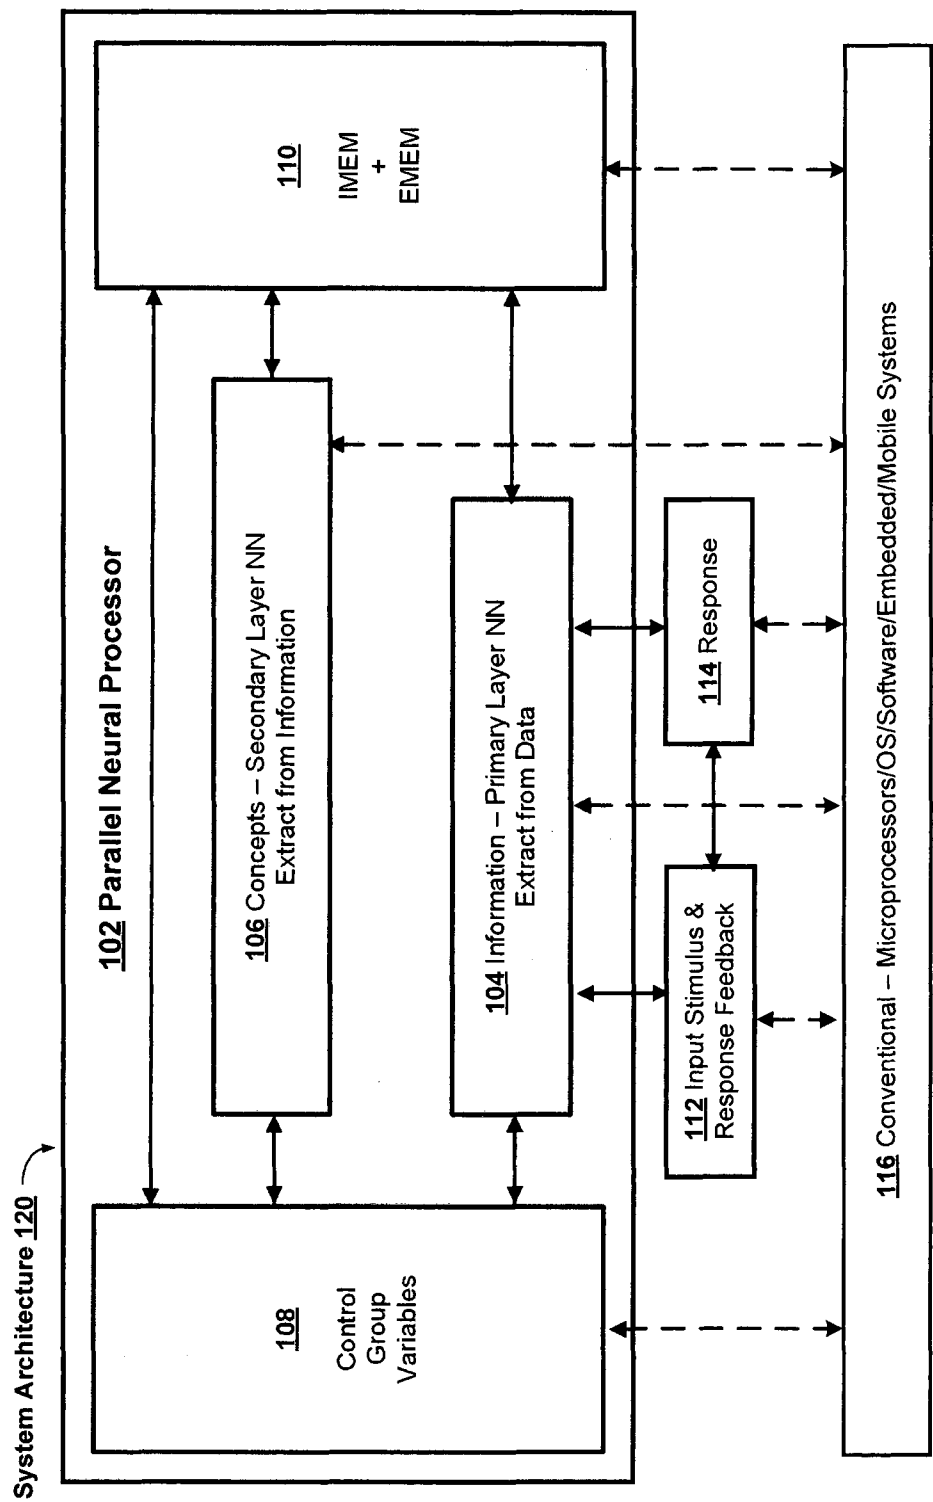 System Architecture 120
102 Parallel Neural Processor
108
Control
Group
Variables
106 Concepts – Secondary Layer NN
Extract from Information
104 Information – Primary Layer NN
Extract from Data
110
IMEM
+
EMEM
112 Input Stimulus &
Response Feedback
114 Response
116 Conventional – Microprocessors/OS/Software/Embedded/Mobile Systems